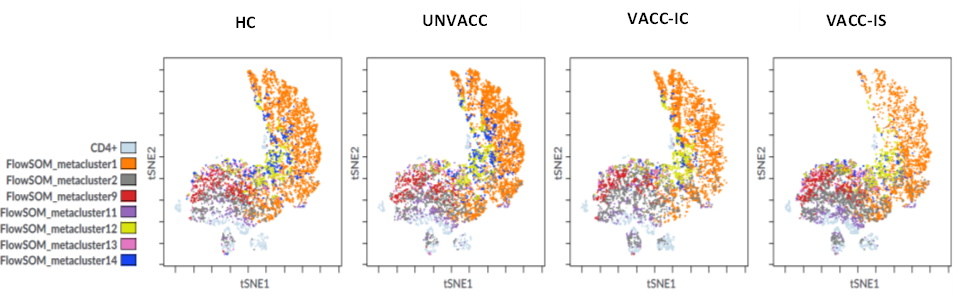 HC
UNVACC
VACC-IC
VACC-IS
CD4+
FlowSOM_metacluster1
FlowSOM_metacluster2
FlowSOM_metacluster9
FlowSOM_metacluster11
FlowSOM_metacluster12
FlowSOM_metacluster13
FlowSOM_metacluster14
tSNE2
tSNE2
tSNE2
tSNE2
tSNE1
tSNE1
tSNE1
tSNE1